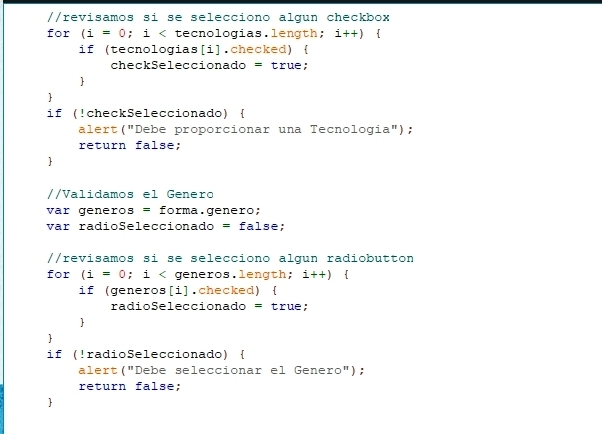 //revisamos si se selecciono algun checkbox
for (i = 0; i < tecnologias.length; i++) {
if (tecnologias[i].checked) {
checkSeleccionado = true;
}
}
if (!checkSeleccionado) {
alert("Debe proporcionar una Tecnologia");
return false;
}
//Validamos el Genero
var generos = forma.genero;
var radioSeleccionado = false;
//revisamos si se selecciono algun radiobutton
for (i = 0; i < generos.length; i++) {
if (generos[i].checked) {
radioSeleccionado = true;
}
}
if (!radioSeleccionado) {
alert("Debe seleccionar el Genero");
return false;
}